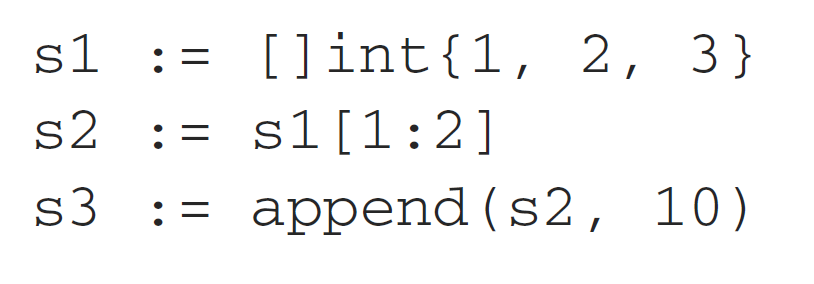 s1 := []int{1, 2, 3}
s2 := s1[1:2]
s3 := append(s2, 10)